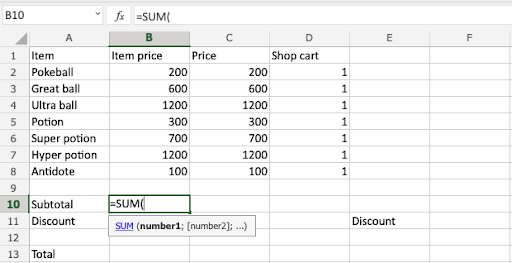 B10 fx =SUM(
A B C D E F
1 Item Item price Price Shop cart
2 Pokeball 200 200 1
3 Great ball 600 600 1
4 Ultra ball 1200 1200 1
5 Potion 300 300 1
6 Super potion 700 700 1
7 Hyper potion 1200 1200 1
8 Antidote 100 100 1
9
10 Subtotal =SUM(
11 Discount SUM (number1; [number2]; ...) Discount
12
13 Total